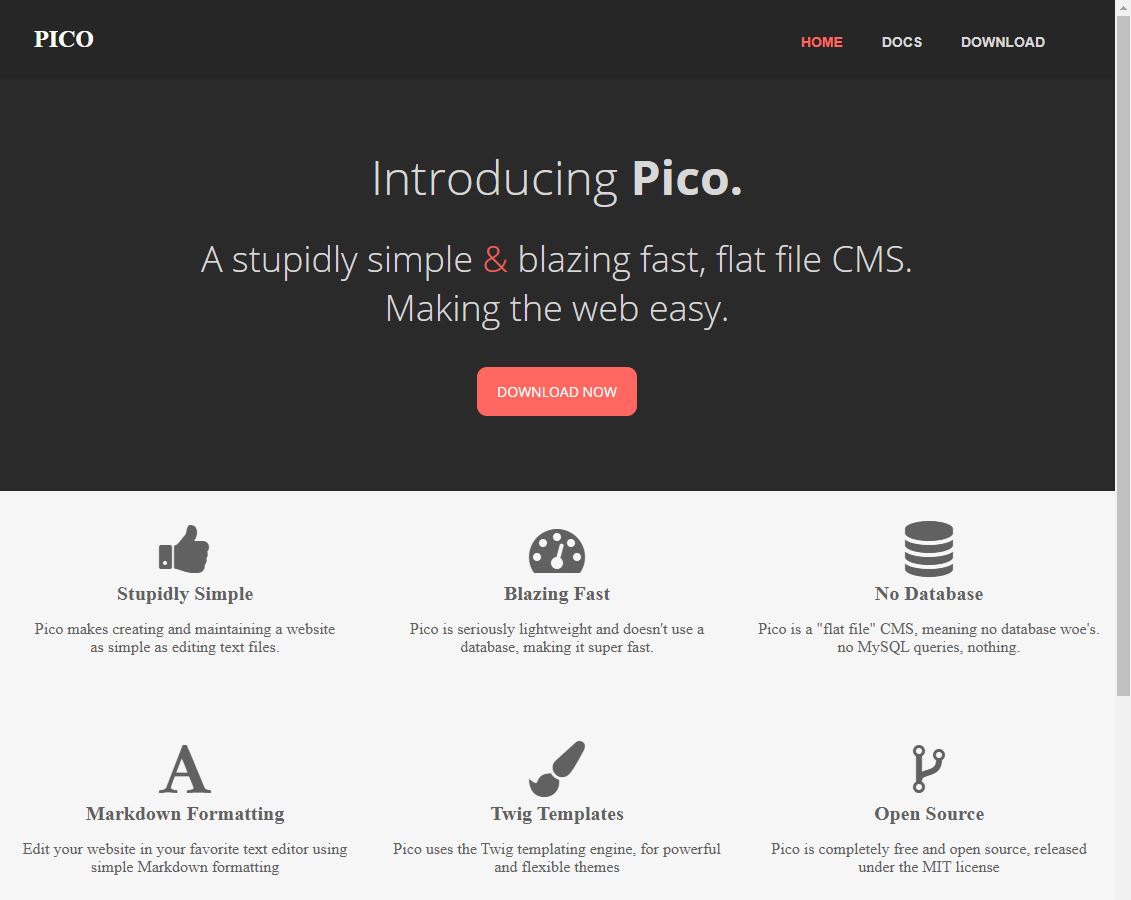 PICO
HOME DOCS DOWNLOAD
Introducing Pico.
A stupidly simple & blazing fast, flat file CMS.
Making the web easy.
DOWNLOAD NOW
Stupidly Simple
Pico makes creating and maintaining a website
as simple as editing text files.
Blazing Fast
Pico is seriously lightweight and doesn't use a
database, making it super fast.
No Database
Pico is a "flat file" CMS, meaning no database woe's.
no MySQL queries, nothing.
Markdown Formatting
Edit your website in your favorite text editor using
simple Markdown formatting
Twig Templates
Pico uses the Twig templating engine, for powerful
and flexible themes
Open Source
Pico is completely free and open source, released
under the MIT license